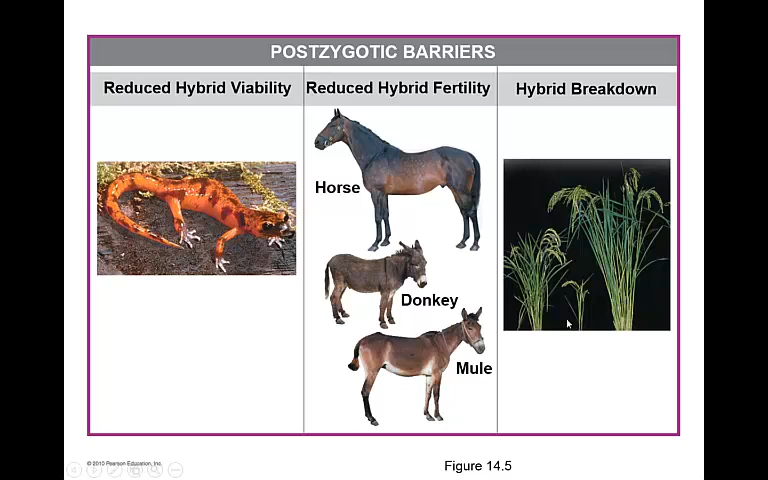 POSTZYGOTIC BARRIERS
Reduced Hybrid Viability
Reduced Hybrid Fertility
Hybrid Breakdown
Horse
Donkey
Mule
© 2010 Pearson Education, Inc.
Figure 14.5